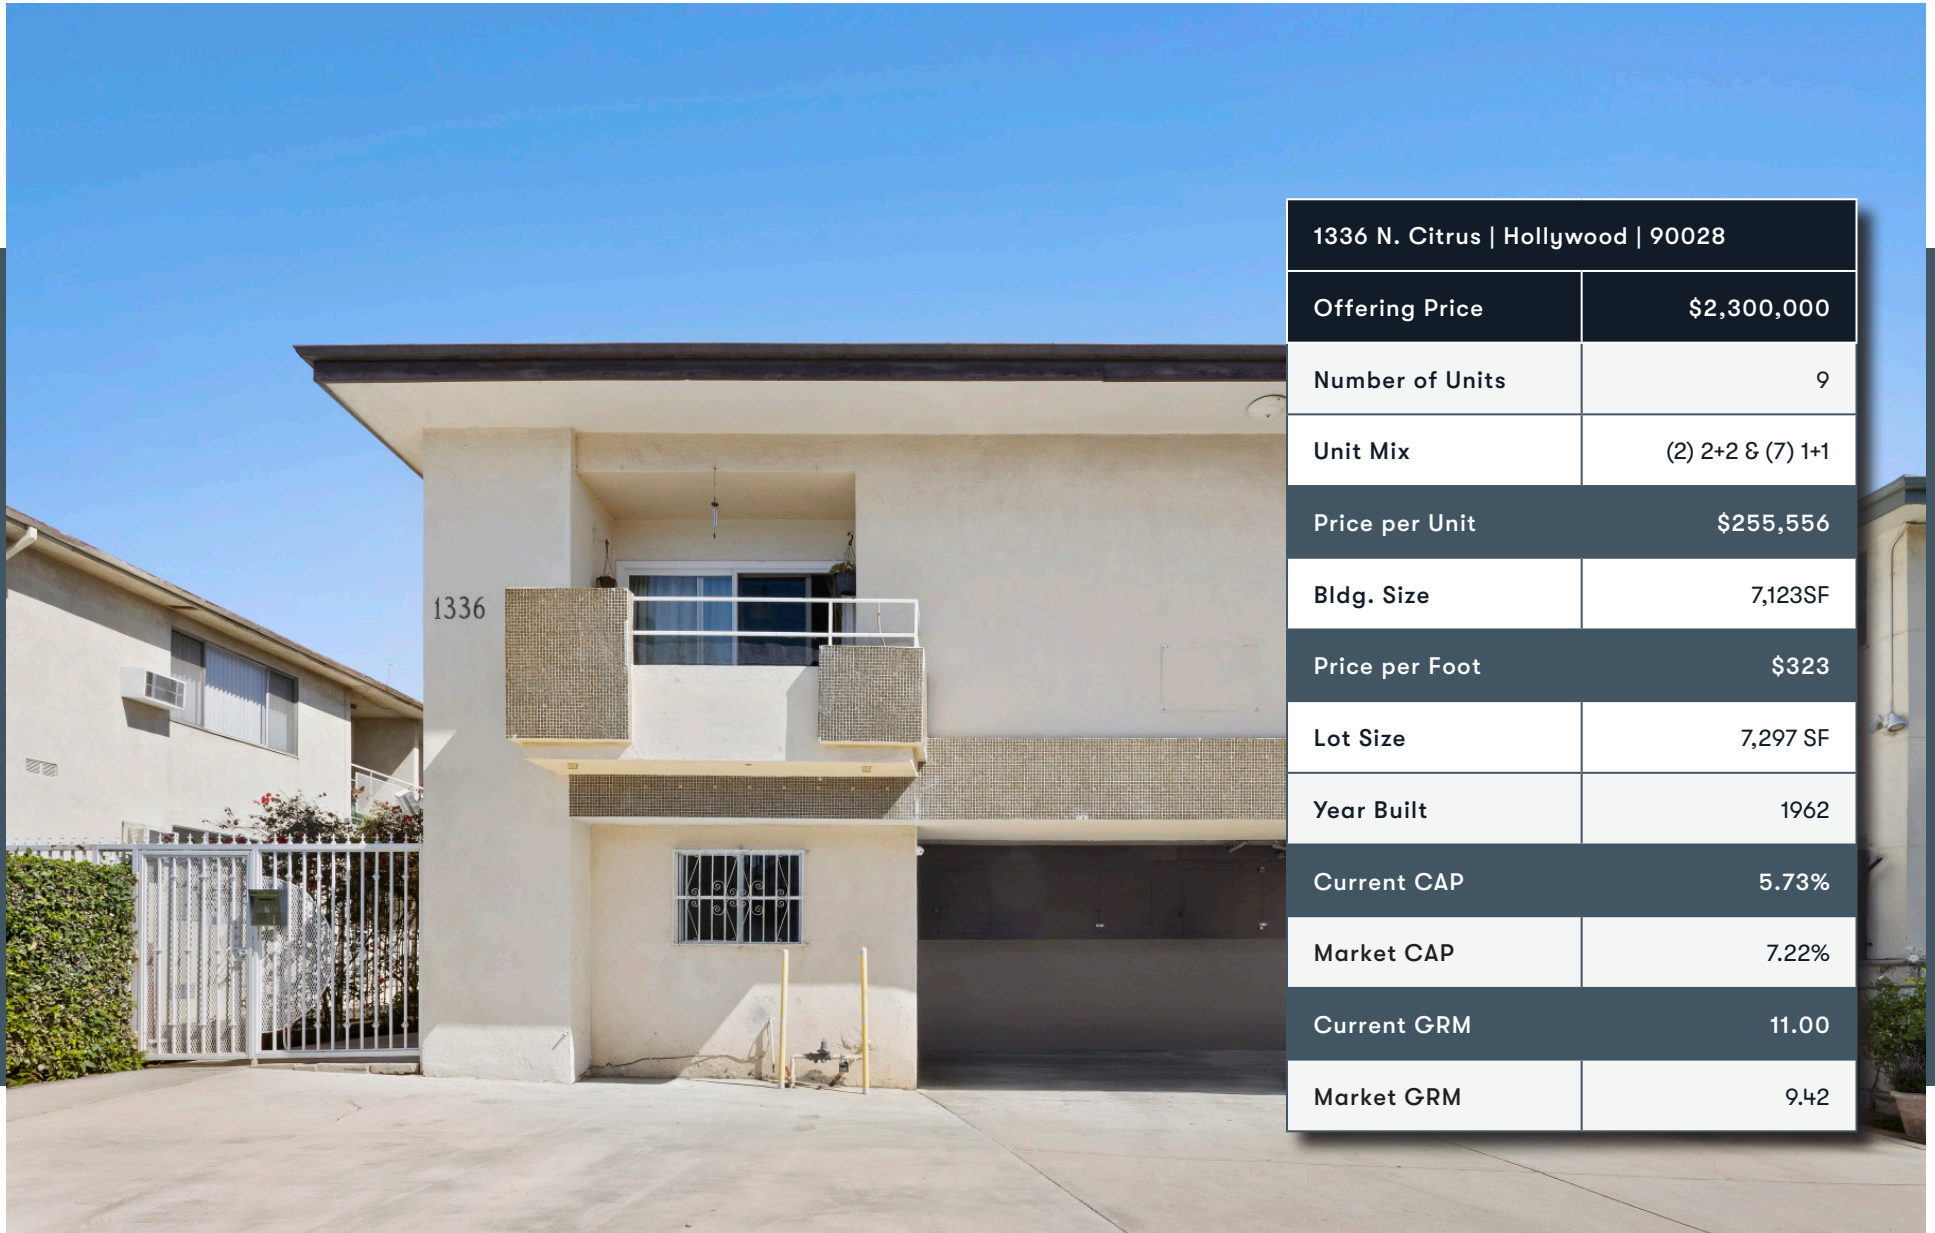 1336 N. Citrus | Hollywood | 90028
Offering Price $2,300,000
Number of Units 9
Unit Mix (2) 2+2 & (7) 1+1
Price per Unit $255,556
Bldg. Size 7,123SF
Price per Foot $323
Lot Size 7,297 SF
Year Built 1962
Current CAP 5.73%
Market CAP 7.22%
Current GRM 11.00
Market GRM 9.42
1336